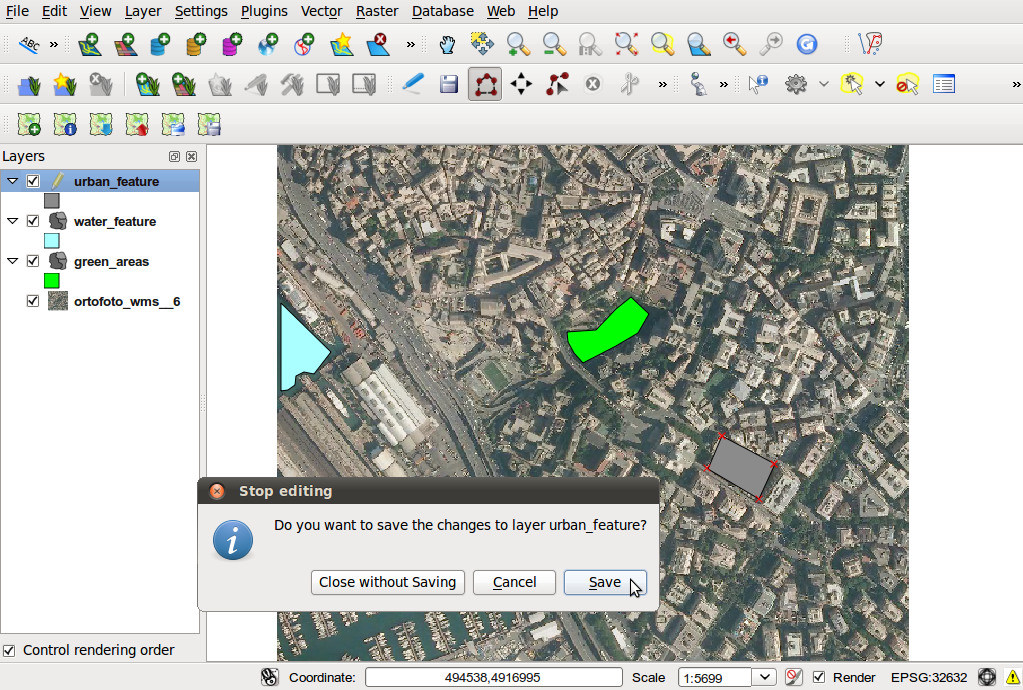 File Edit View Layer Settings Plugins Vector Raster Database Web Help
ABC » »
» » »
Layers
urban_feature
water_feature
green_areas
ortofoto_wms__6
Stop editing
Do you want to save the changes to layer urban_feature?
Close without Saving Cancel Save
Control rendering order
Coordinate: 494538,4916995 Scale 1:5699 Render EPSG:32632